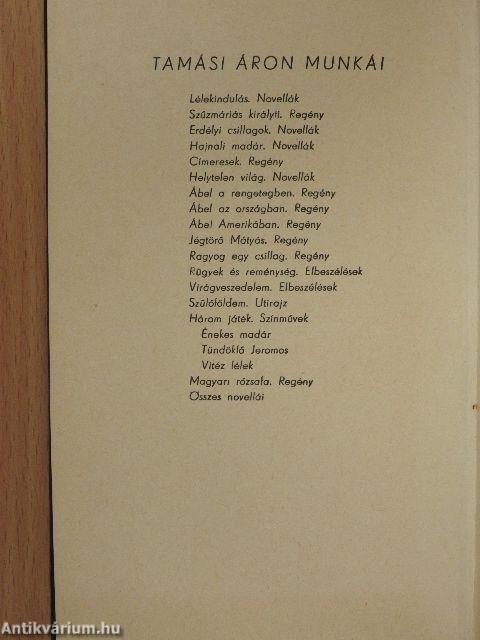 TAMÁSI ÁRON MUNKÁI
Lélekindulás. Novellák
Szűzmáriás királyfi. Regény
Erdélyi csillagok. Novellák
Hajnali madár. Novellák
Címeresek. Regény
Helytelen világ. Novellák
Ábel a rengetegben. Regény
Ábel az országban. Regény
Ábel Amerikában. Regény
Jégtörő Mátyás. Regény
Ragyog egy csillag. Regény
Rügyek és reménység. Elbeszélések
Virágveszedelem. Elbeszélések
Szülőföldem. Utirajz
Három játék. Színművek
Énekes madár
Tündöklő Jeromos
Vitéz lélek
Magyari rózsafa. Regény
Összes novellái
Antikvárium.hu